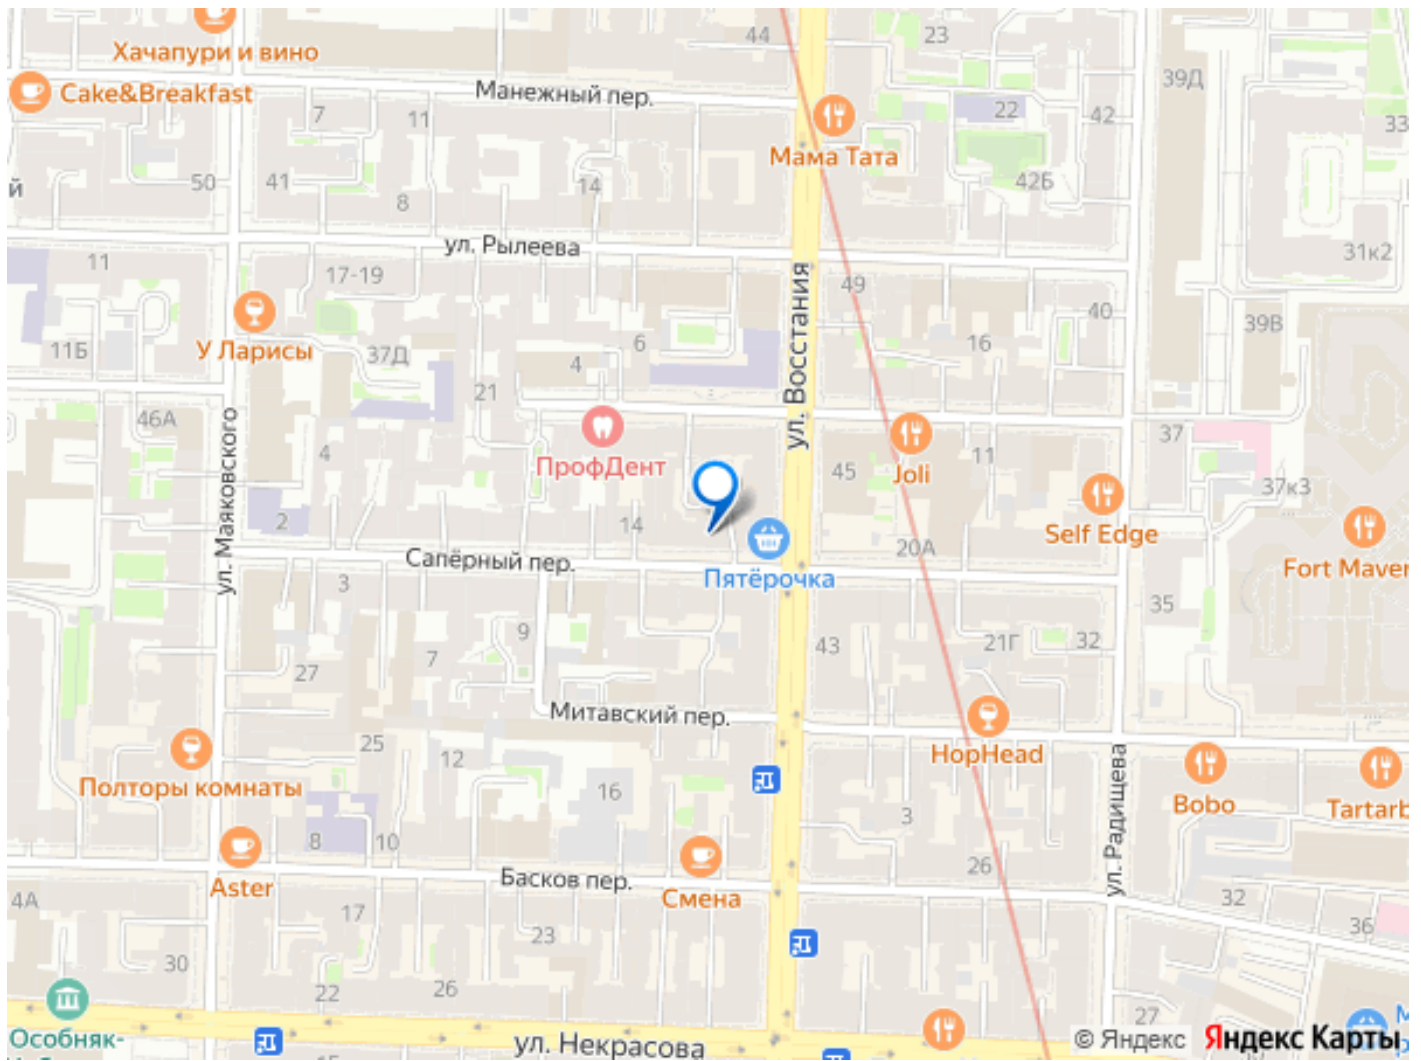 44
23
Хачапури и вино
39Д
Cake&Breakfast
Манежный пер.
7
11
22
42
33
Мама Тата
й
50
41
14
42Б
8
ул. Рылеева
31к2
11
17-19
49
40
39В
11Б
У Ларисы
37Д
6
4
16
ул. Восстания
21
46А
ул. Маяковского
4
ПрофДент
45
Joli
11
37
37к3
2
14
Self Edge
20А
Fort Maver
Сапёрный пер.
Пятёрочка
3
35
9
43
21Г
32
27
7
Митавский пер.
25
12
HopHead
Полторы комнаты
16
ул. Радищева
Bobo
Tartarb
3
8
10
26
Aster
Басков пер.
Смена
4А
17
32
36
23
30
22
26
27
Особняк-
ул. Некрасова
© Яндекс
Яндекс Карты